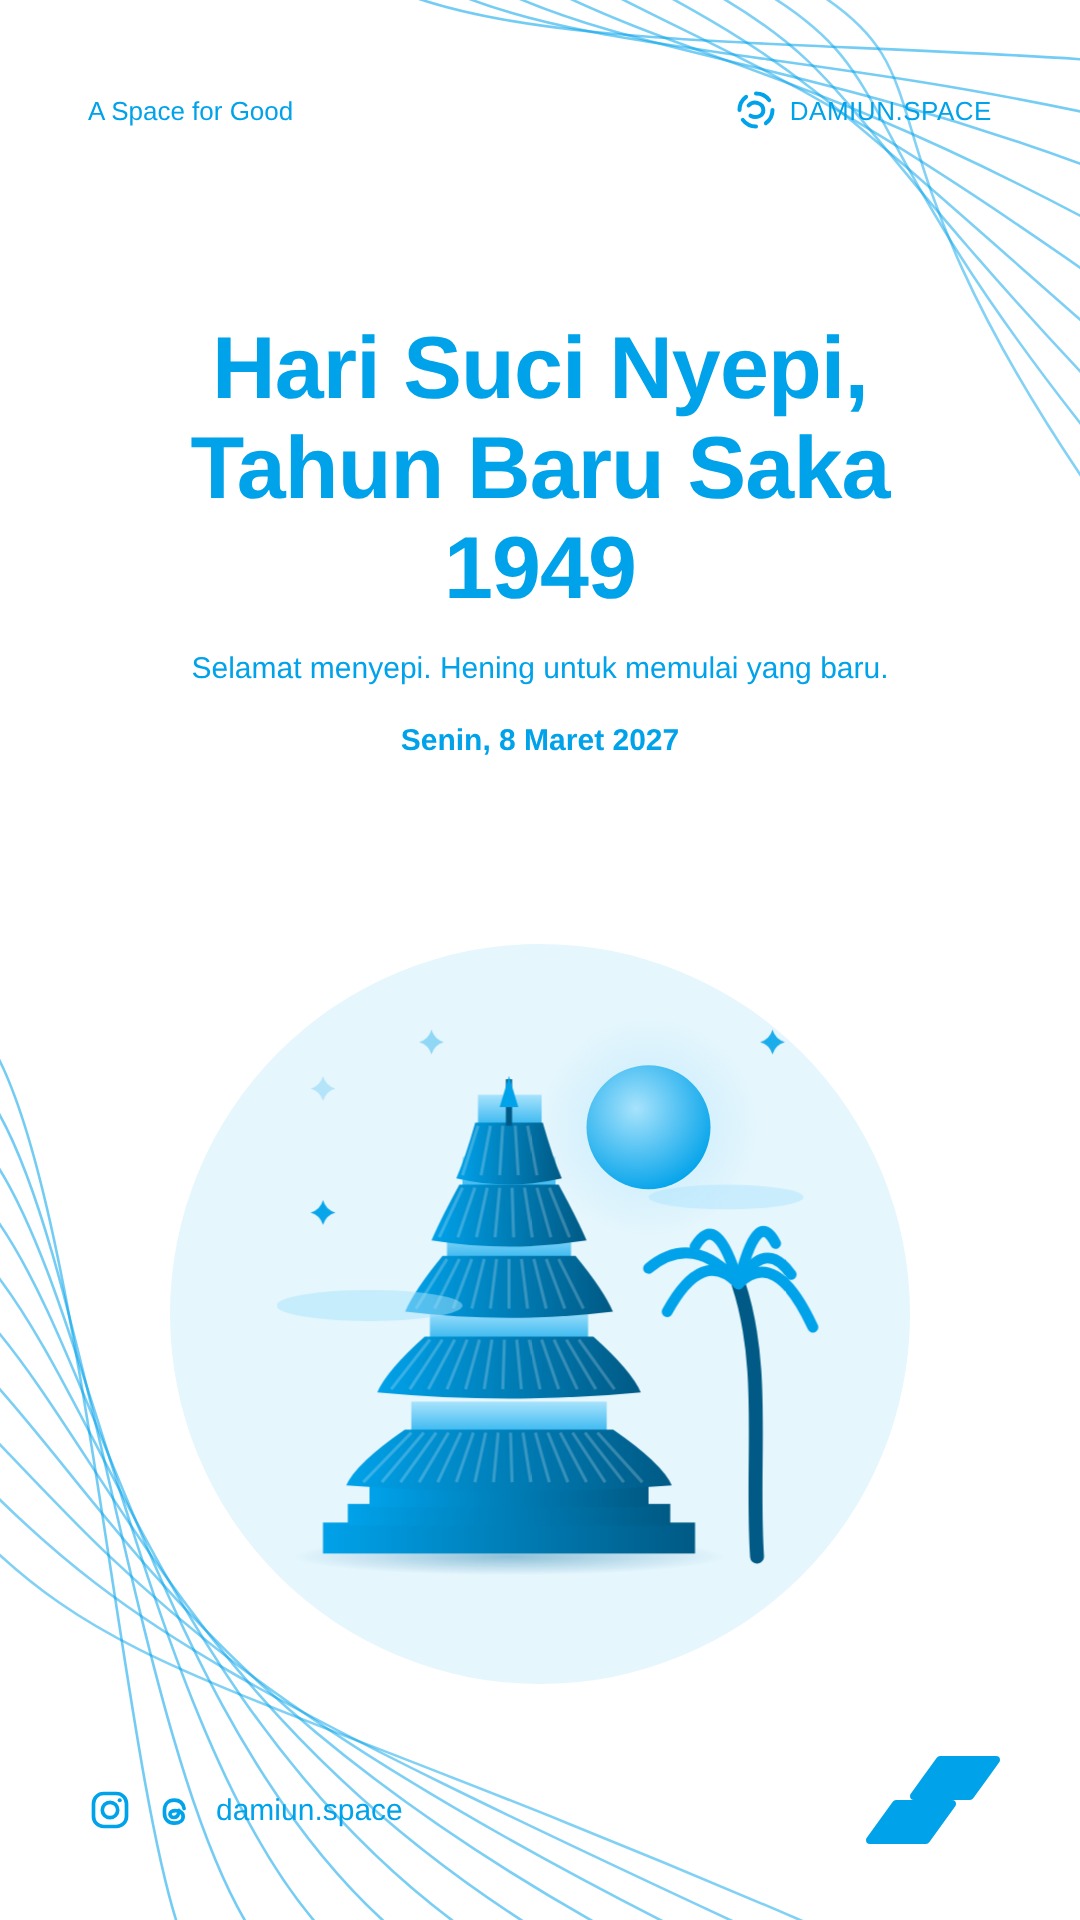 A Space for Good
DAMIUN.SPACE
Hari Suci Nyepi,
Tahun Baru Saka
1949
Selamat menyepi. Hening untuk memulai yang baru.
Senin, 8 Maret 2027
damiun.space